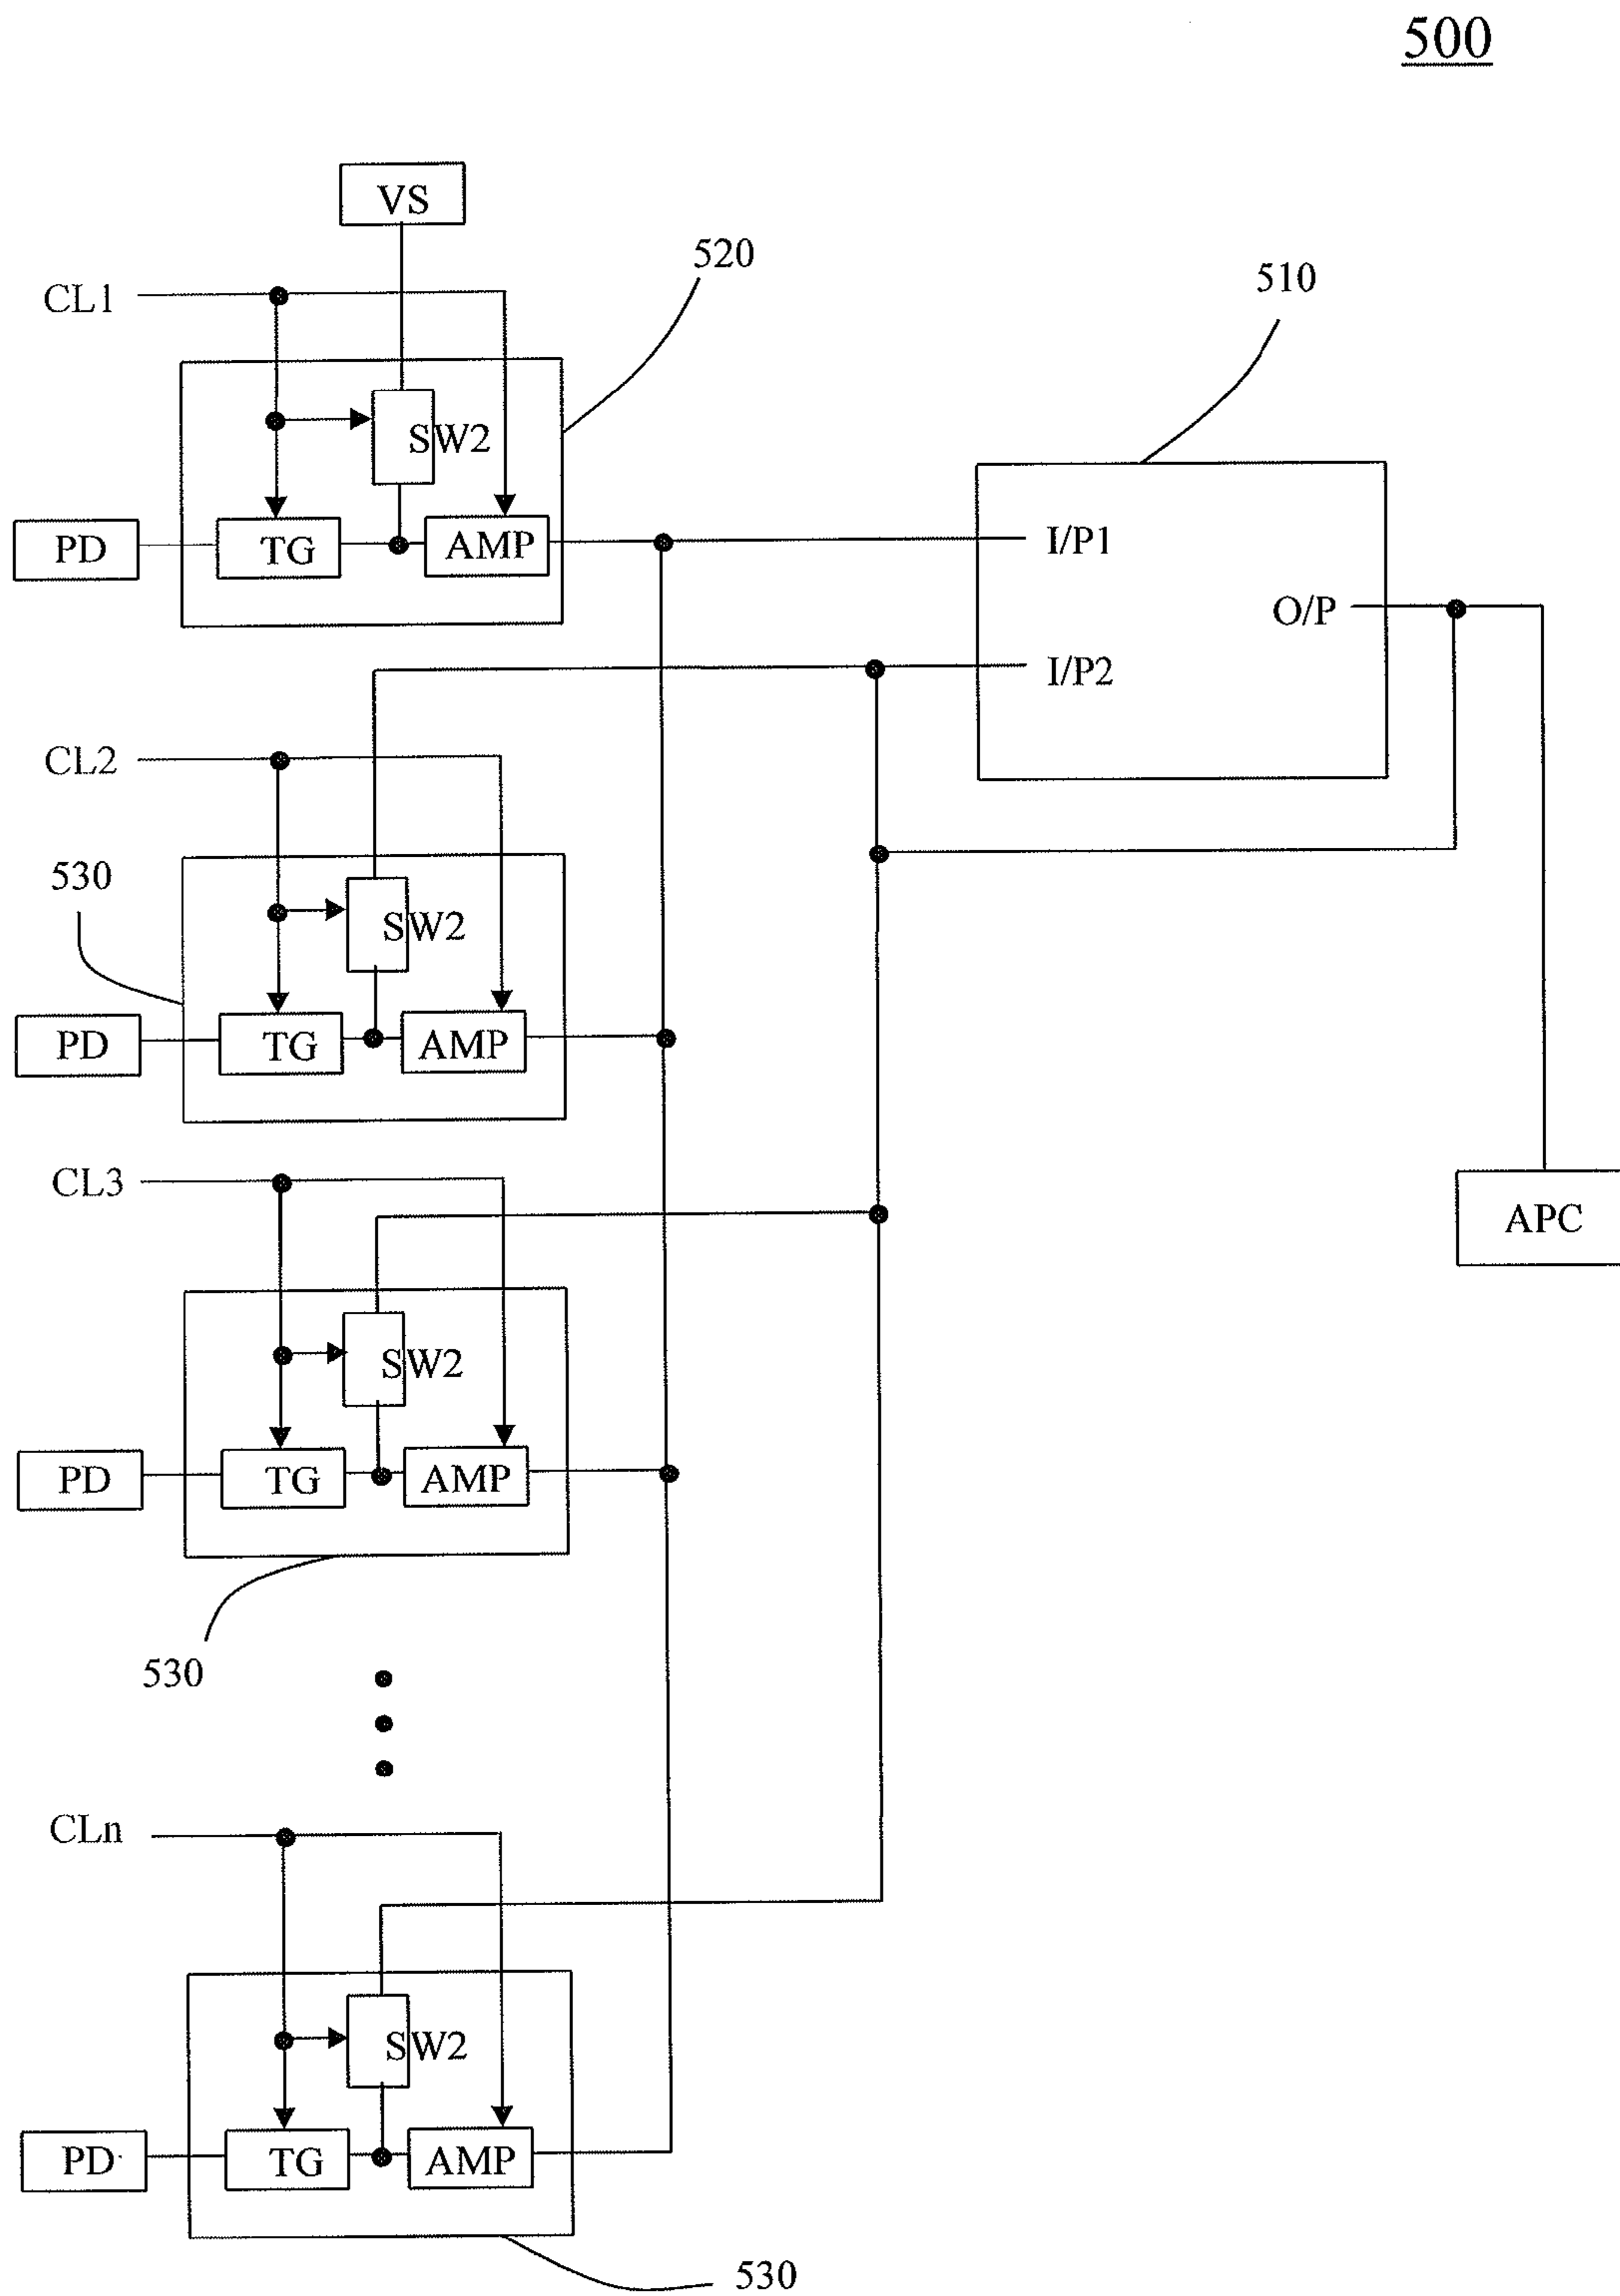 500
VS
520
CL1
510
SW2
PD
TG
AMP
I/P1
O/P
I/P2
CL2
530
SW2
PD
TG
AMP
CL3
APC
SW2
PD
TG
AMP
530
CLn
SW2
PD
TG
AMP
530